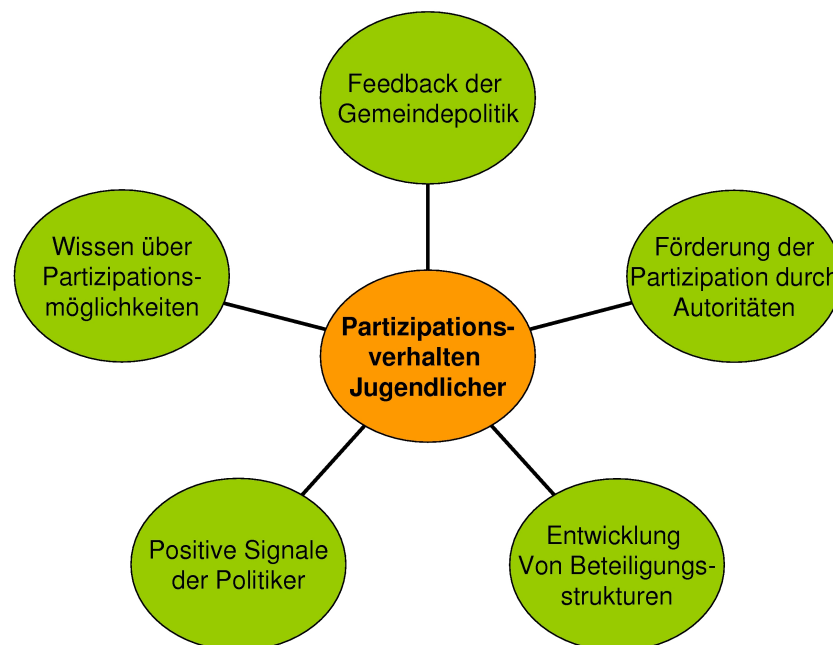 Feedback der
Gemeindepolitik
Wissen über
Partizipations-
möglichkeiten
Förderung der
Partizipation durch
Autoritäten
Partizipations-
verhalten
Jugendlicher
Positive Signale
der Politiker
Entwicklung
Von Beteiligungs-
strukturen